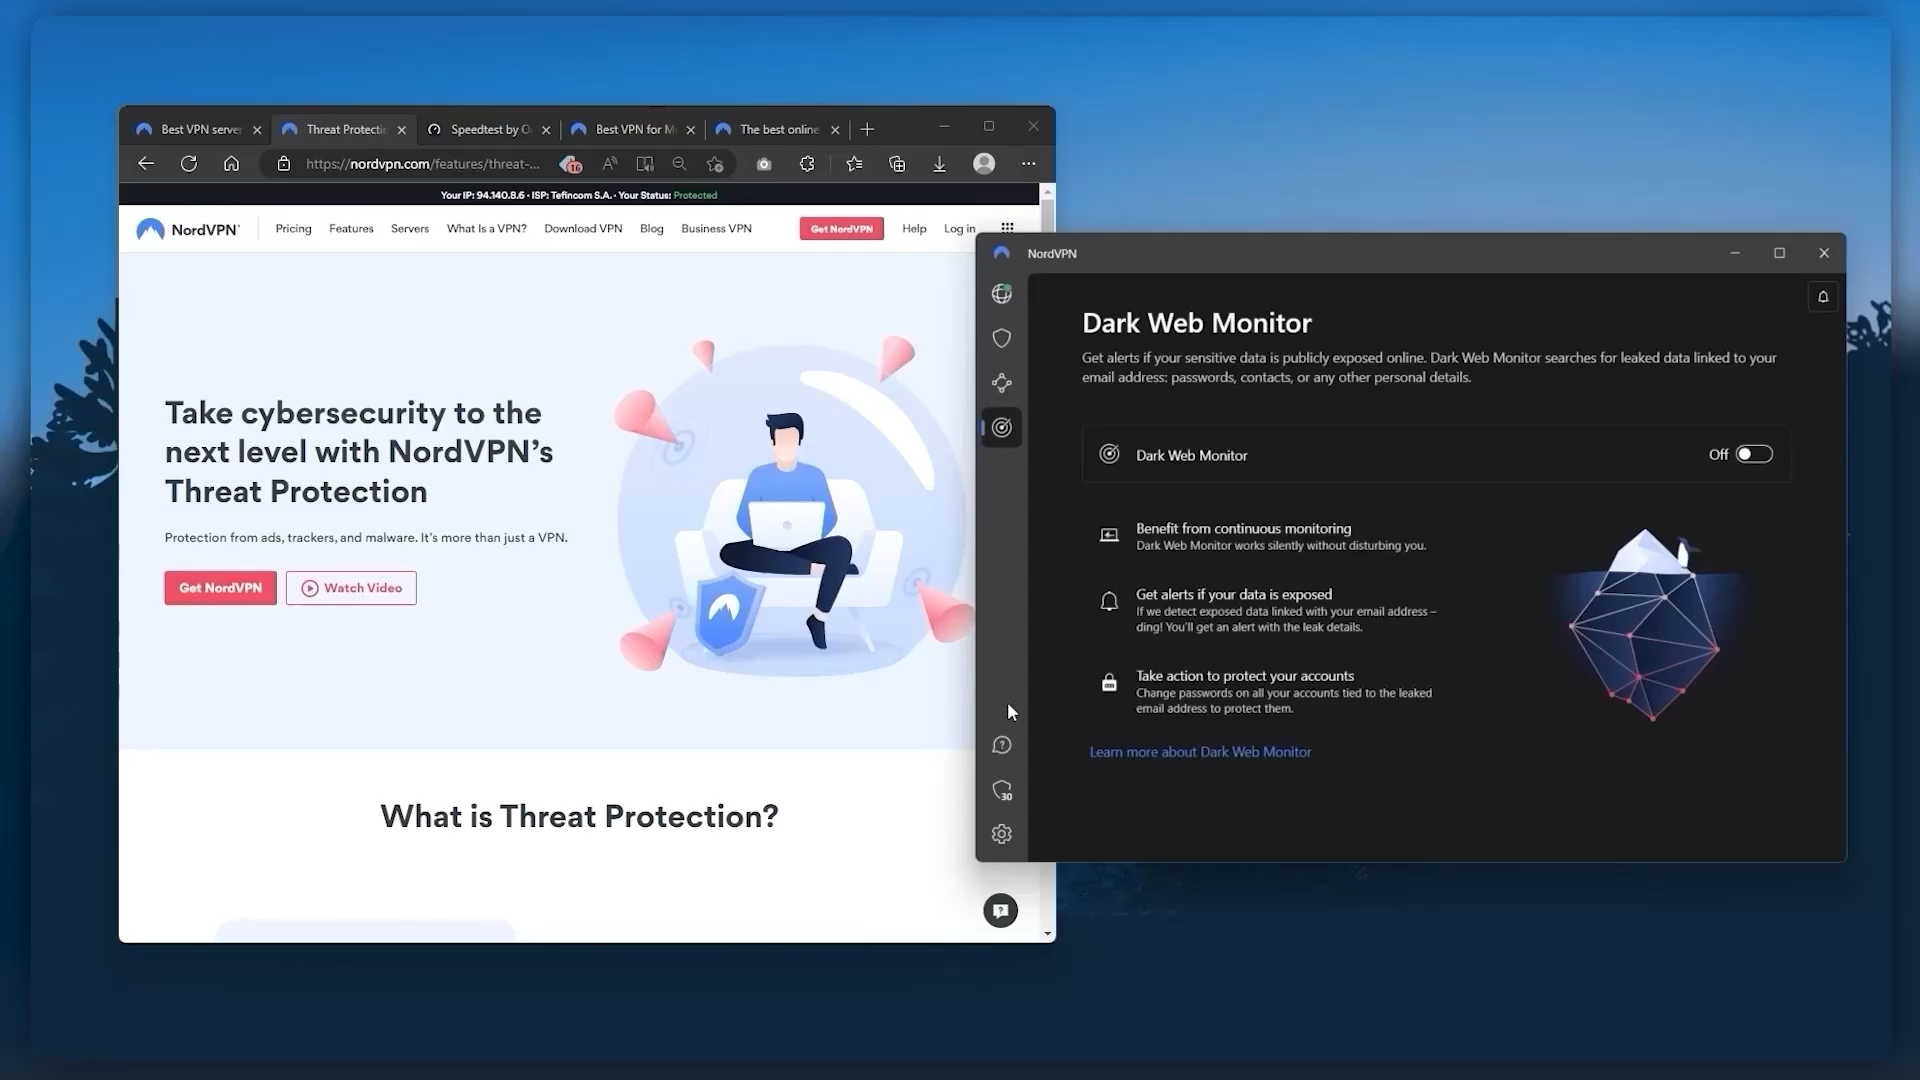 Best VPN server
Threat Protectio
Speedtest by O
Best VPN for M
The best online
https://nordvpn.com/features/threat-...
16
Your IP: 94.140.8.6 · ISP: Tefincom S.A. · Your Status: Protected
NordVPN
Pricing
Features
Servers
What Is a VPN?
Download VPN
Blog
Business VPN
Get NordVPN
Help
Log in
Take cybersecurity to the
next level with NordVPN's
Threat Protection
Protection from ads, trackers, and malware. It's more than just a VPN.
Get NordVPN
Watch Video
What is Threat Protection?
NordVPN
Dark Web Monitor
Get alerts if your sensitive data is publicly exposed online. Dark Web Monitor searches for leaked data linked to your
email address: passwords, contacts, or any other personal details.
Dark Web Monitor
Off
Benefit from continuous monitoring
Dark Web Monitor works silently without disturbing you.
Get alerts if your data is exposed
If we detect exposed data linked with your email address –
ding! You'll get an alert with the leak details.
Take action to protect your accounts
Change passwords on all your accounts tied to the leaked
email address to protect them.
Learn more about Dark Web Monitor
30